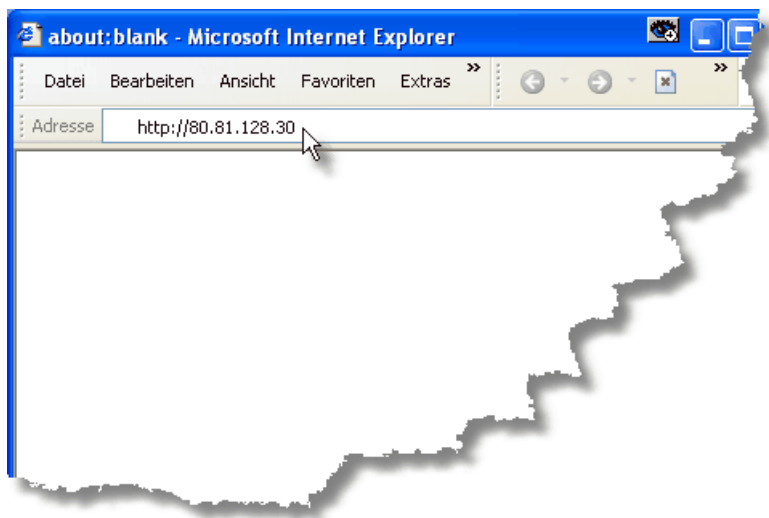 about:blank - Microsoft Internet Explorer
Datei Bearbeiten Ansicht Favoriten Extras » »
Adresse http://80.81.128.30